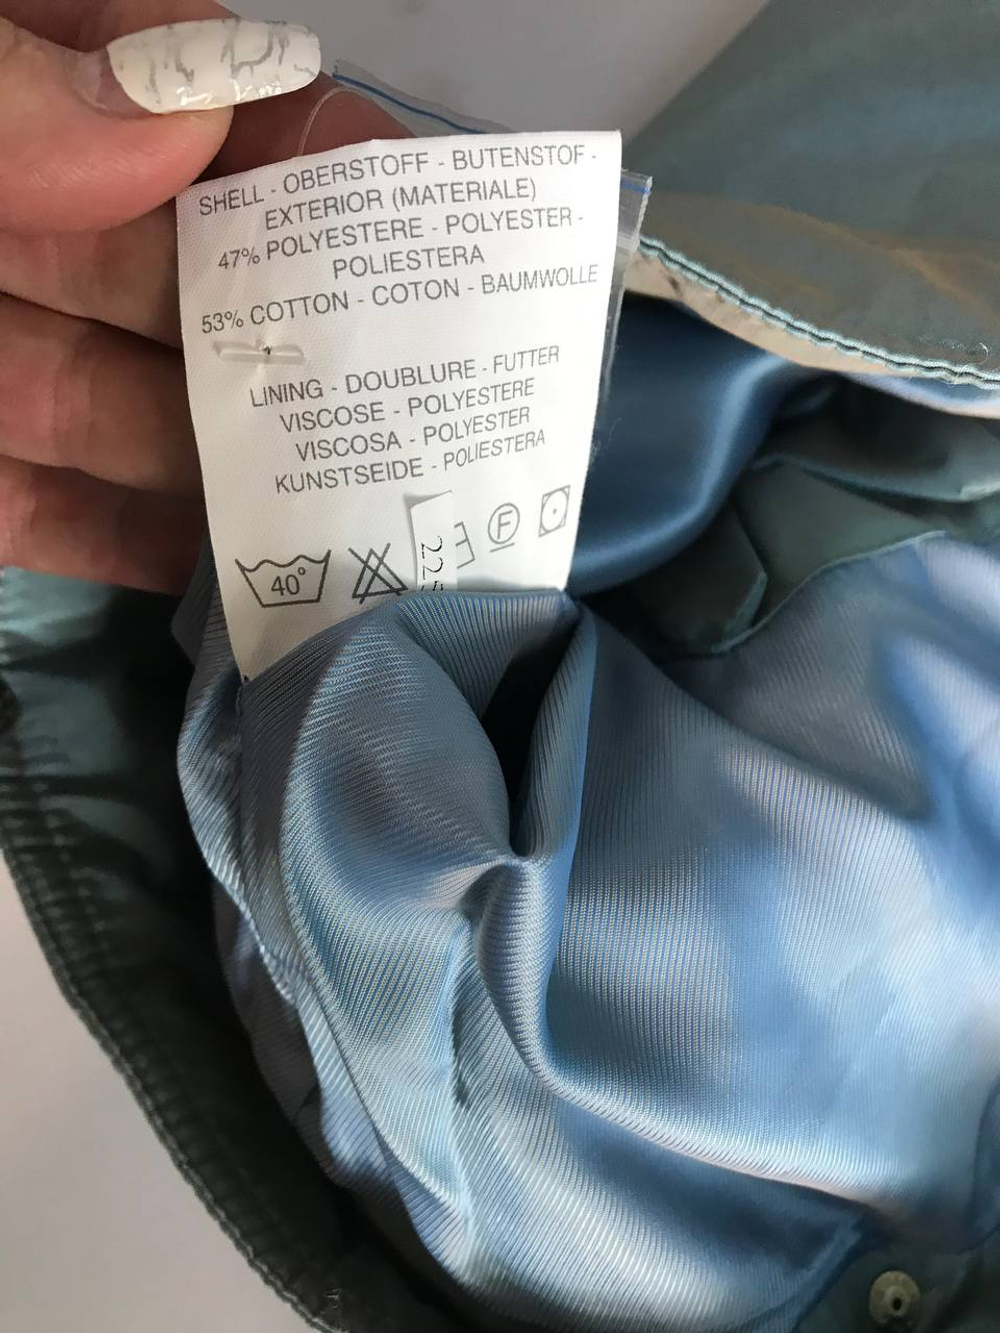 SHELL - OBERSTOFF - BUTENSTOF -
EXTERIOR (MATERIALE)
47% POLYESTERE - POLYESTER -
POLIESTERA
53% COTTON - COTON - BAUMWOLLE
LINING - DOUBLURE - FUTTER
VISCOSE - POLYESTERE
VISCOSA - POLYESTER
KUNSTSEIDE - POLIESTERA
40° F